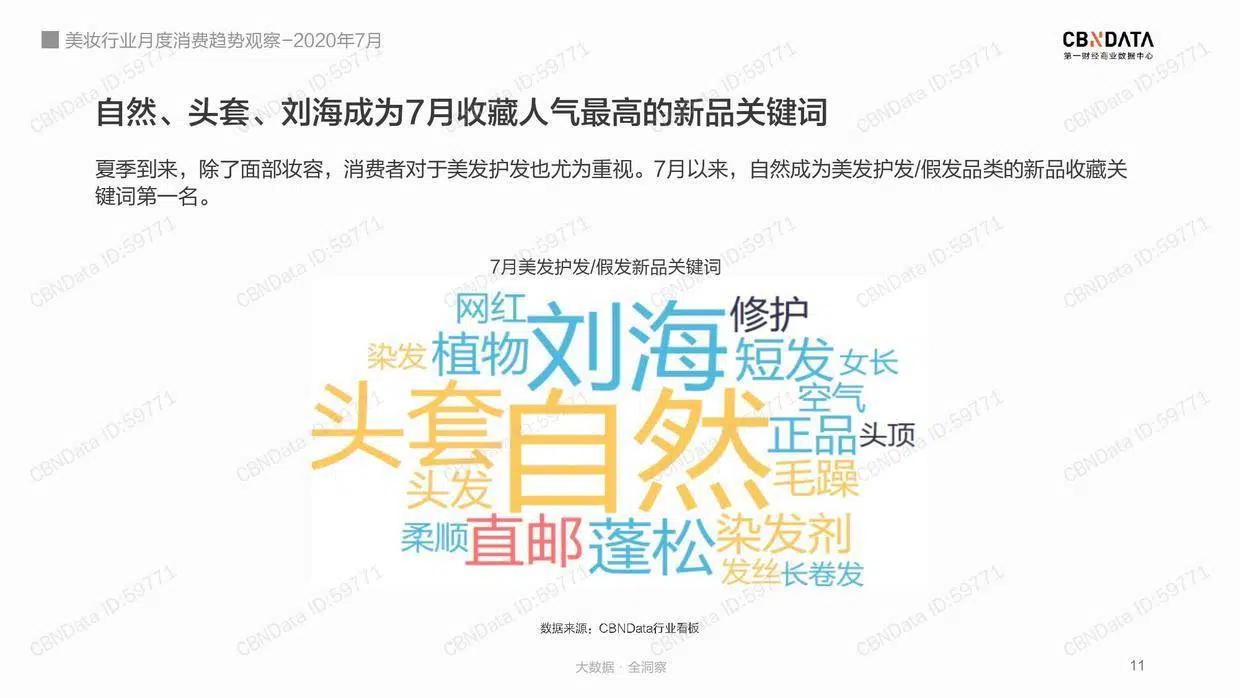 美妆行业月度消费趋势观察-2020年7月
CBNDATA
第一财经商业数据中心
自然、头套、刘海成为7月收藏人气最高的新品关键词
夏季到来，除了面部妆容，消费者对于美发护发也尤为重视。7月以来，自然成为美发护发/假发品类的新品收藏关
键词第一名。
7月美发护发/假发新品关键词
网红
刘海
修护
染发
植物
短发
女长
空气
头套
自然
正品
头顶
头发
毛躁
柔顺
直邮
蓬松
染发剂
发丝
长卷发
数据来源：CBNData行业看板
大数据·全洞察
11
CBNData ID:59771